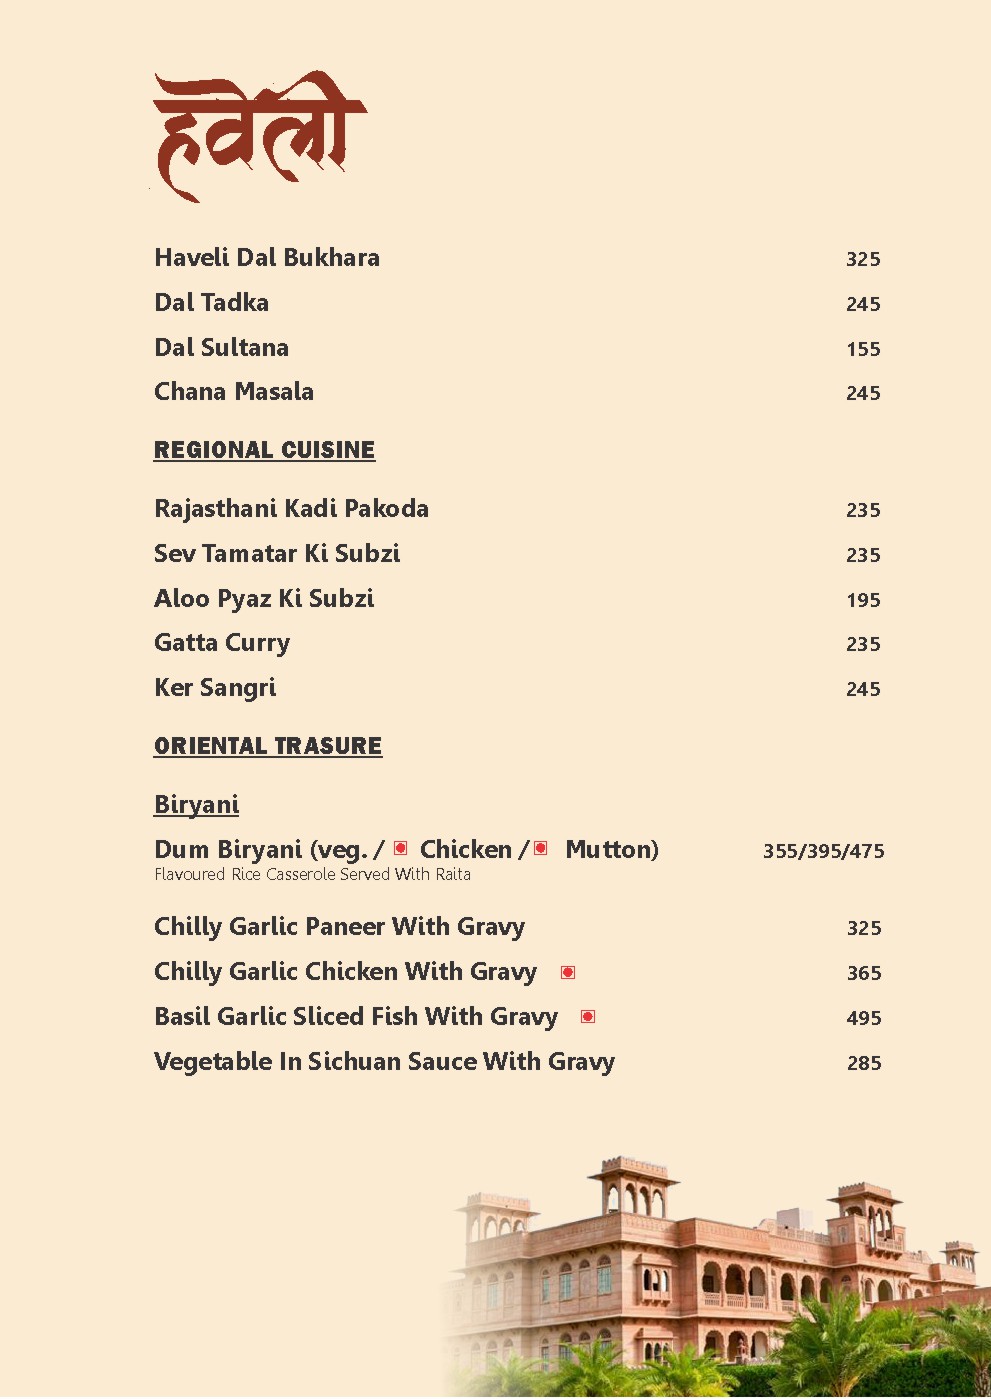 हवेली
Haveli Dal Bukhara 325
Dal Tadka 245
Dal Sultana 155
Chana Masala 245
REGIONAL CUISINE
Rajasthani Kadi Pakoda 235
Sev Tamatar Ki Subzi 235
Aloo Pyaz Ki Subzi 195
Gatta Curry 235
Ker Sangri 245
ORIENTAL TRASURE
Biryani
Dum Biryani (veg. / Chicken / Mutton) 355/395/475
Flavoured Rice Casserole Served With Raita
Chilly Garlic Paneer With Gravy 325
Chilly Garlic Chicken With Gravy 365
Basil Garlic Sliced Fish With Gravy 495
Vegetable In Sichuan Sauce With Gravy 285